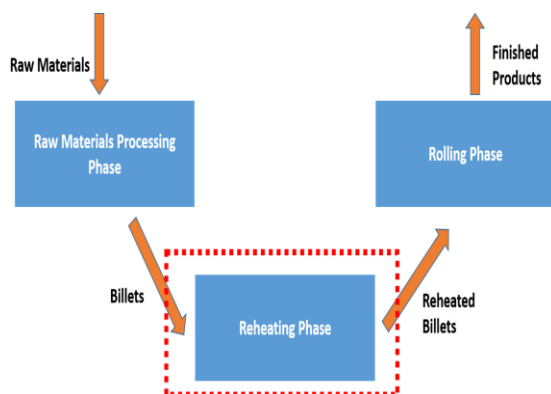 Raw Materials
Raw Materials Processing
Phase
Billets
Reheating Phase
Reheated
Billets
Rolling Phase
Finished
Products